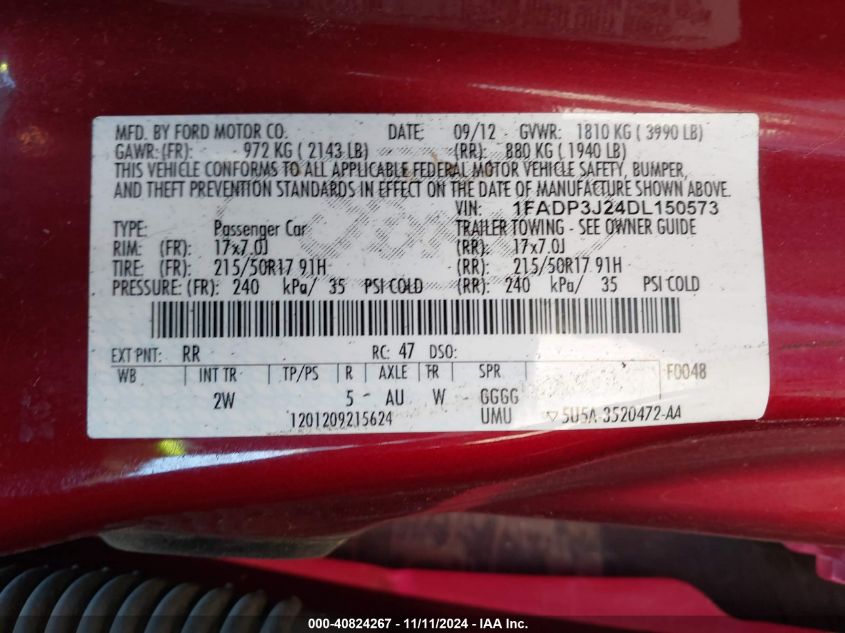 MFD. BY FORD MOTOR CO. DATE: 09/12 GVWR: 1810 KG ( 3990 LB)
GAWR: (FR): 972 KG ( 2143 LB) (RR): 880 KG ( 1940 LB)
THIS VEHICLE CONFORMS TO ALL APPLICABLE FEDERAL MOTOR VEHICLE SAFETY, BUMPER,
AND THEFT PREVENTION STANDARDS IN EFFECT ON THE DATE OF MANUFACTURE SHOWN ABOVE.
VIN: 1FADP3J24DL150573
TYPE: Passenger Car TRAILER TOWING - SEE OWNER GUIDE
RIM: (FR): 17x7.0J (RR): 17x7.0J
TIRE: (FR): 215/50R17 91H (RR): 215/50R17 91H
PRESSURE: (FR): 240 kPa/ 35 PSI COLD (RR): 240 kPa/ 35 PSI COLD
EXT PNT: RR RC: 47 DSO: F0048
WB INT TR TP/PS R AXLE TR SPR
2W 5 AU W GGGG
1201209215624 UMU ▽ 5U5A-3520472-AA
000-40824267 - 11/11/2024 - IAA Inc.